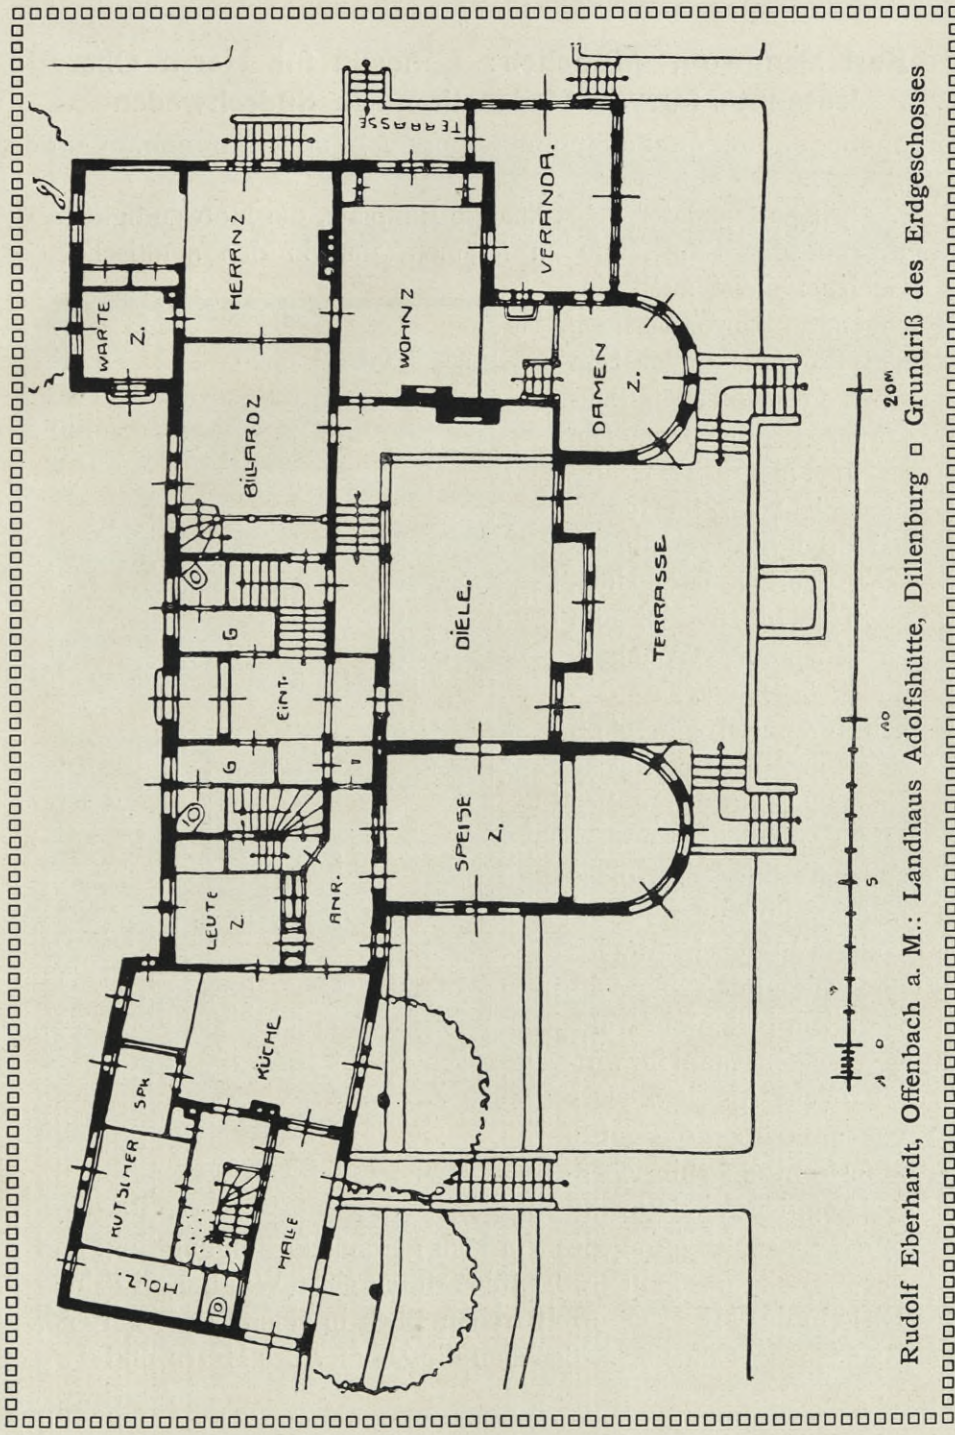 TERRASSE
VERANDA.
HERRNZ
WARTE
Z.
WOHNZ
DAMEN
Z.
BILLARDZ
DIELE.
TERRASSE
G
EINT.
G
SPEISE
Z.
LEUTE
Z.
ANR.
KÜCHE
SPK
KUTSCHER
HOLZ.
HALLE
1
0
5
10
20M
Rudolf Eberhardt, Offenbach a. M.: Landhaus Adolfshütte, Dillenburg □ Grundriß des Erdgeschosses